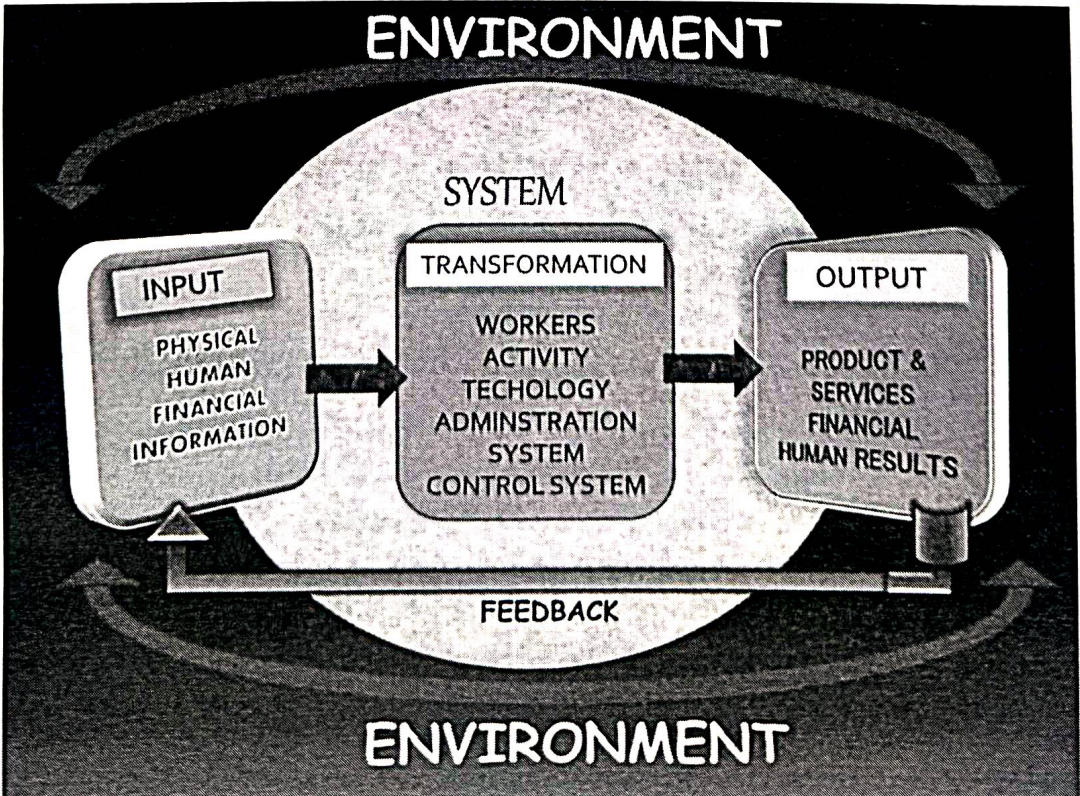 ENVIRONMENT
SYSTEM
INPUT
PHYSICAL
HUMAN
FINANCIAL
INFORMATION
TRANSFORMATION
WORKERS
ACTIVITY
TECHOLOGY
ADMINSTRATION
SYSTEM
CONTROL SYSTEM
OUTPUT
PRODUCT &
SERVICES
FINANCIAL
HUMAN RESULTS
FEEDBACK
ENVIRONMENT